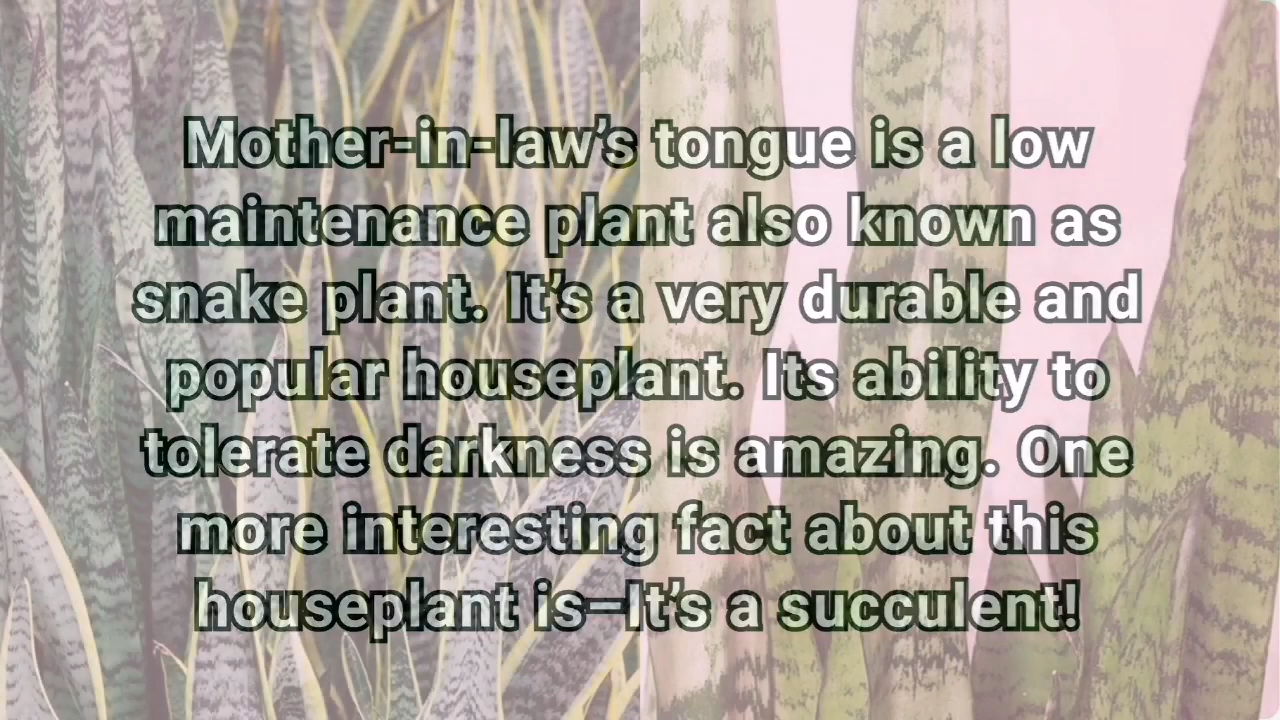 Mother-in-law’s tongue is a low
maintenance plant also known as
snake plant. It’s a very durable and
popular houseplant. Its ability to
tolerate darkness is amazing. One
more interesting fact about this
houseplant is–It’s a succulent!